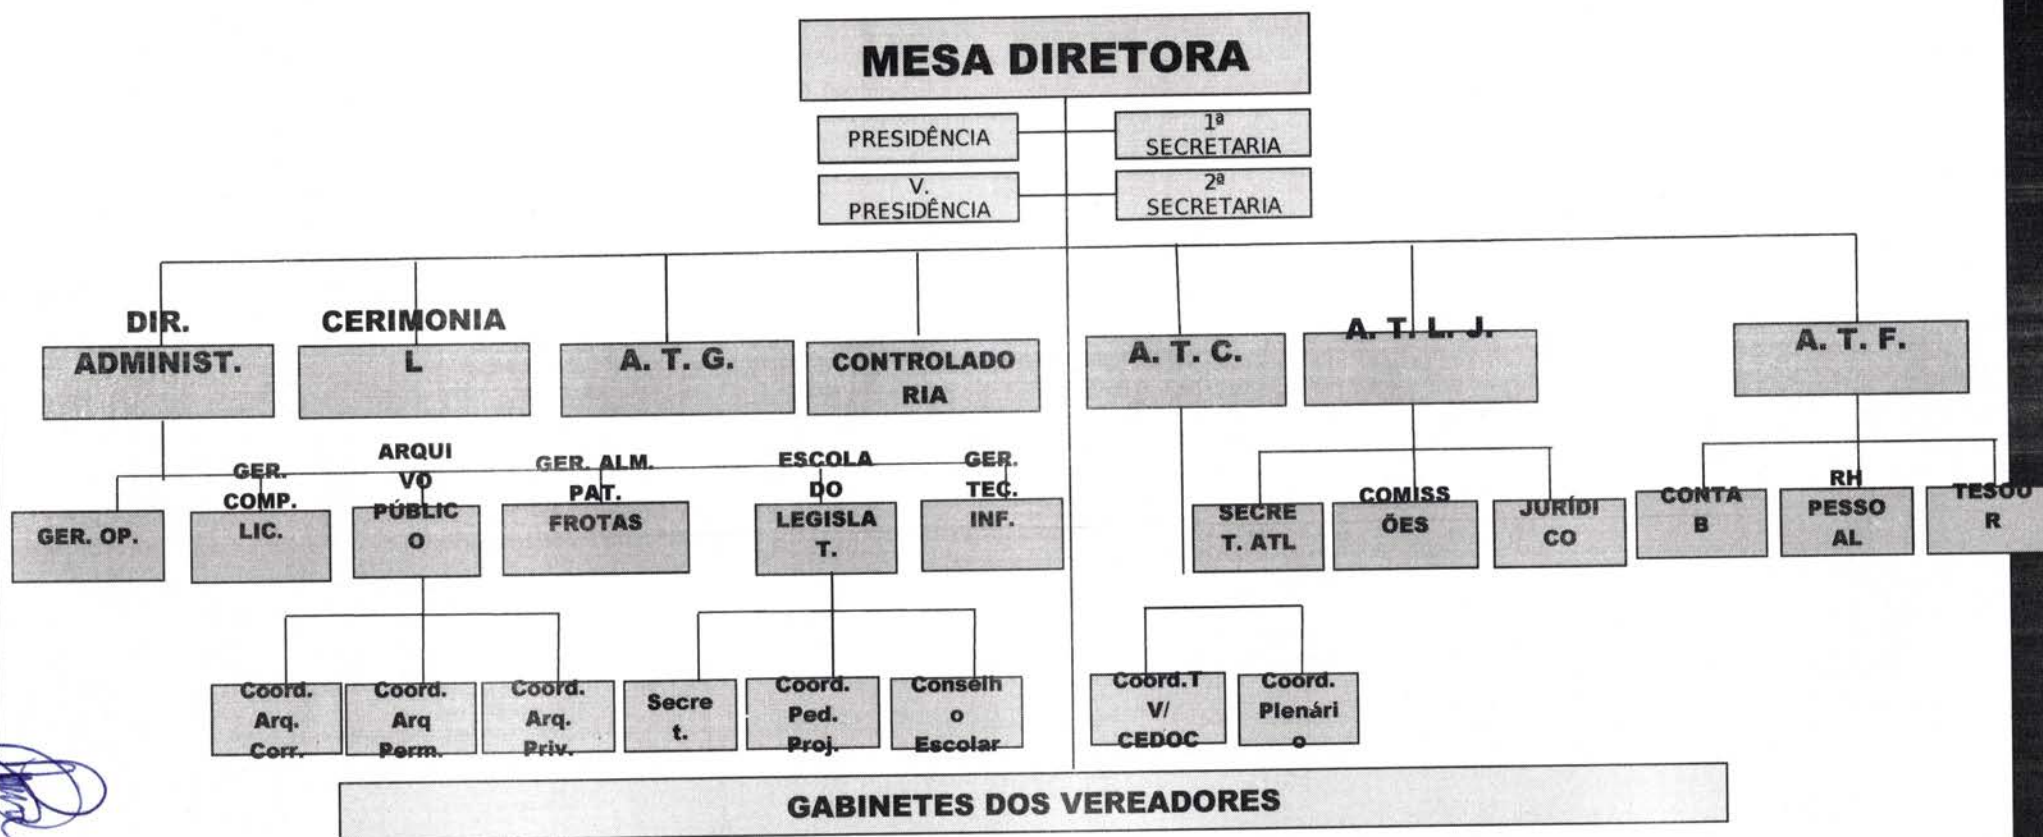 MESA DIRETORA
PRESIDÊNCIA
1ª
SECRETARIA
V.
PRESIDÊNCIA
2ª
SECRETARIA
DIR.
ADMINIST.
CERIMONIA
L
A. T. G.
CONTROLADO
RIA
A. T. C.
A. T. L. J.
A. T. F.
GER. OP.
GER.
COMP.
LIC.
ARQUI
VO
PÚBLIC
O
GER. ALM.
PAT.
FROTAS
ESCOLA
DO
LEGISLA
T.
GER.
TEC.
INF.
SECRE
T. ATL
COMISS
ÕES
JURÍDI
CO
CONTA
B
RH
PESSO
AL
TESOU
R
Coord.
Arq.
Corr.
Coord.
Arq
Perm.
Coord.
Arq.
Priv.
Secre
t.
Coord.
Ped.
Proj.
Conselh
o
Escolar
Coord.T
V/
CEDOC
Coord.
Plenári
o
GABINETES DOS VEREADORES